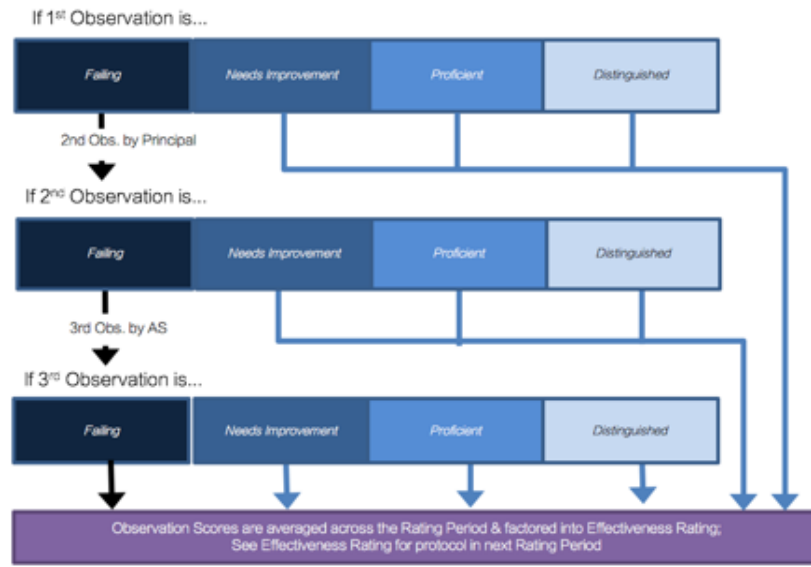 If 1st Observation is...
Failing Needs Improvement Proficient Distinguished
2nd Obs. by Principal
If 2nd Observation is...
Failing Needs Improvement Proficient Distinguished
3rd Obs. by AS
If 3rd Observation is...
Failing Needs Improvement Proficient Distinguished
Observation Scores are averaged across the Rating Period & factored into Effectiveness Rating;
See Effectiveness Rating for protocol in next Rating Period